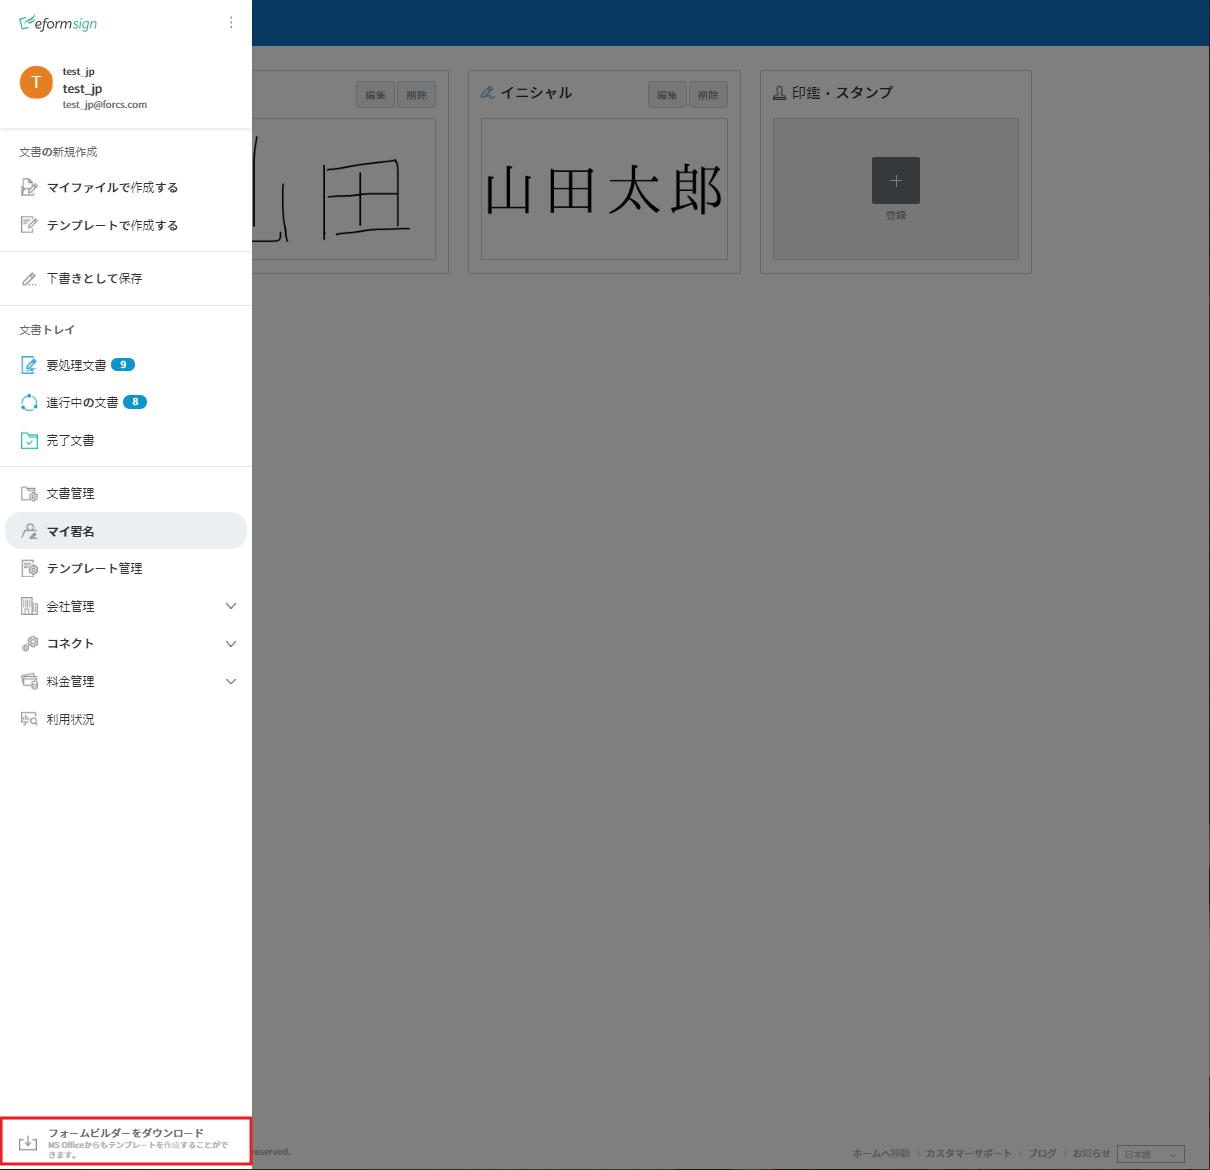 eformsign
T
test_jp
test_jp
test_jp@forcs.com
文書の新規作成
マイファイルで作成する
テンプレートで作成する
下書きとして保存
文書トレイ
要処理文書 9
進行中の文書 8
完了文書
文書管理
マイ署名
テンプレート管理
会社管理
コネクト
料金管理
利用状況
フォームビルダーをダウンロード
MS Officeからもテンプレートを作成することがで
きます。
編集 削除
山田
イニシャル 編集 削除
山田太郎
印鑑・スタンプ
登録
reserved.
ホームへ移動 | カスタマーサポート | ブログ | お知らせ 日本語